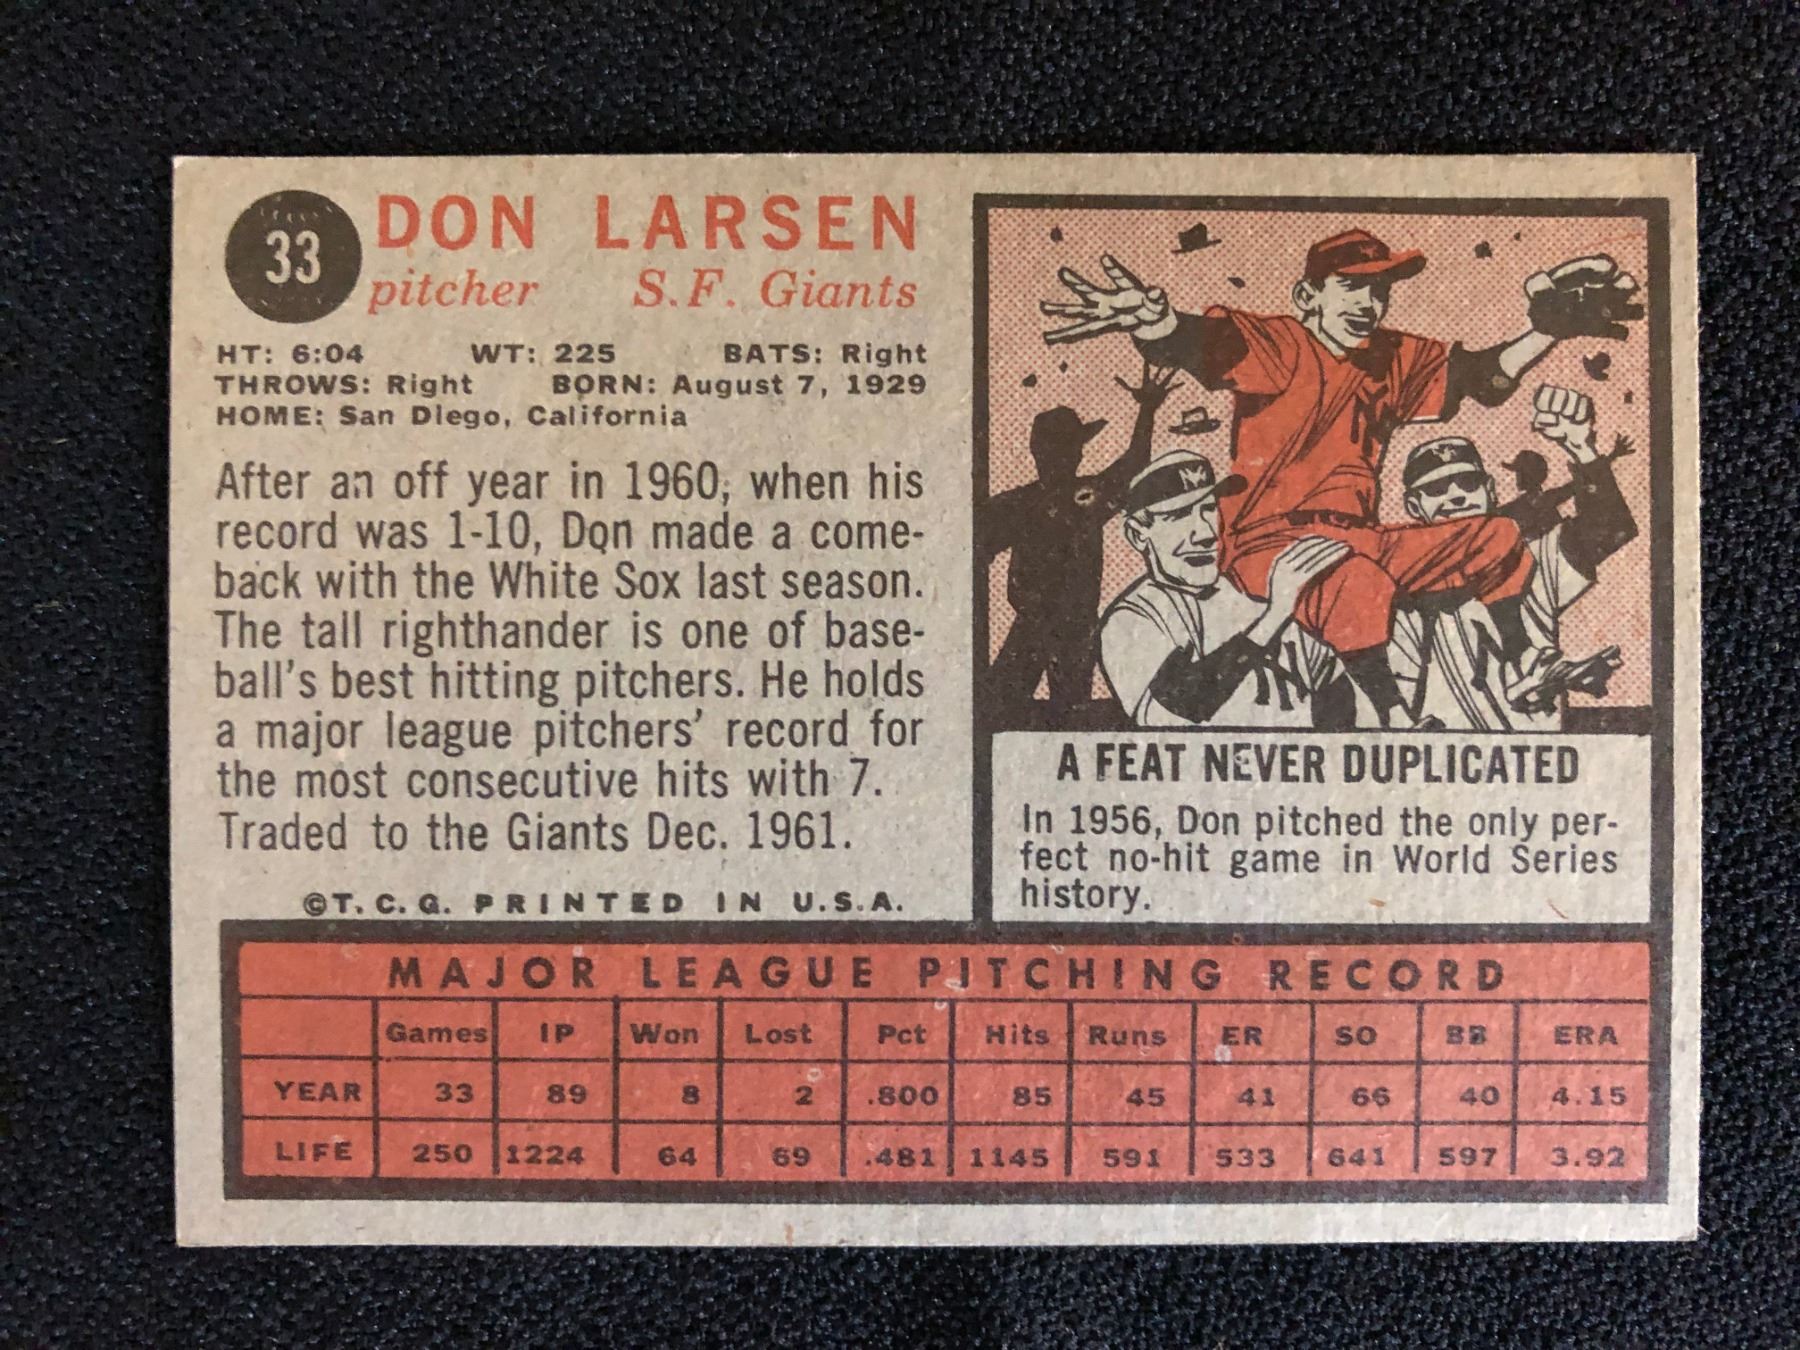 33
DON LARSEN
pitcher S.F. Giants
HT: 6:04 WT: 225 BATS: Right
THROWS: Right BORN: August 7, 1929
HOME: San Diego, California
After an off year in 1960, when his
record was 1-10, Don made a come-
back with the White Sox last season.
The tall righthander is one of base-
ball's best hitting pitchers. He holds
a major league pitchers' record for
the most consecutive hits with 7.
Traded to the Giants Dec. 1961.
©T.C.G. PRINTED IN U.S.A.
NY
NY
NY
A FEAT NEVER DUPLICATED
In 1956, Don pitched the only per-
fect no-hit game in World Series
history.
MAJOR LEAGUE PITCHING RECORD
Games IP Won Lost Pct Hits Runs ER SO BB ERA
YEAR 33 89 8 2 .800 85 45 41 66 40 4.15
LIFE 250 1224 64 69 .481 1145 591 533 641 597 3.92